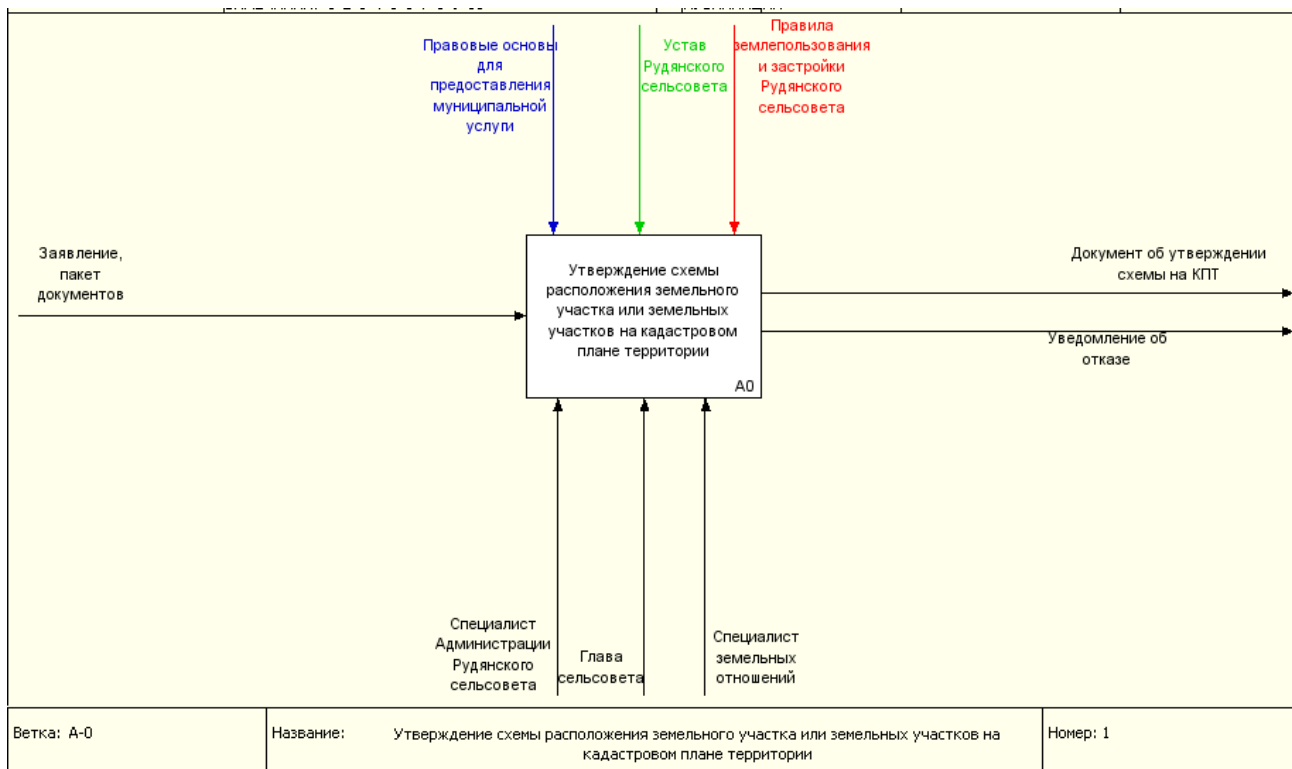 Правовые основы
для
предоставления
муниципальной
услуги
Устав
Рудянского
сельсовета
Правила
землепользования
и застройки
Рудянского
сельсовета
Заявление,
пакет
документов
Утверждение схемы
расположения земельного
участка или земельных
участков на кадастровом
плане территории
A0
Документ об утверждении
схемы на КПТ
Уведомление об
отказе
Специалист
Администрации
Рудянского
сельсовета
Глава
сельсовета
Специалист
земельных
отношений
Ветка: A-0
Название:
Утверждение схемы расположения земельного участка или земельных участков на
кадастровом плане территории
Номер: 1